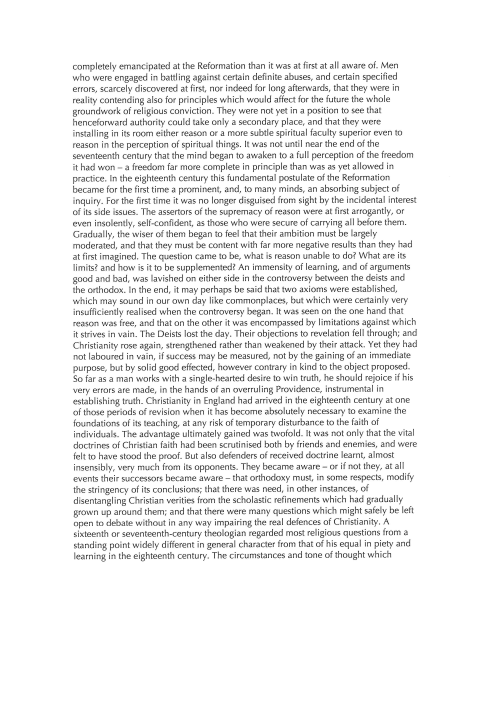 completely emancipated at the Reformation than it was at first at all aware of. Men
who were engaged in battling against certain definite abuses, and certain specified
errors, scarcely discovered at first, nor indeed for long afterwards, that they were in
reality contending also for principles which would affect for the future the whole
groundwork of religious conviction. They were not yet in a position to see that
henceforward authority could take only a secondary place, and that they were
installing in its room either reason or a more subtle spiritual faculty superior even to
reason in the perception of spiritual things. It was not until near the end of the
seventeenth century that the mind began to awaken to a full perception of the freedom
it had won – a freedom far more complete in principle than was as yet allowed in
practice. In the eighteenth century this fundamental postulate of the Reformation
became for the first time a prominent, and, to many minds, an absorbing subject of
inquiry. For the first time it was no longer disguised from sight by the incidental interest
of its side issues. The assertors of the supremacy of reason were at first arrogantly, or
even insolently, self-confident, as those who were secure of carrying all before them.
Gradually, the wiser of them began to feel that their ambition must be largely
moderated, and that they must be content with far more negative results than they had
at first imagined. The question came to be, what is reason unable to do? What are its
limits? and how is it to be supplemented? An immensity of learning, and of arguments
good and bad, was lavished on either side in the controversy between the deists and
the orthodox. In the end, it may perhaps be said that two axioms were established,
which may sound in our own day like commonplaces, but which were certainly very
insufficiently realised when the controversy began. It was seen on the one hand that
reason was free, and that on the other it was encompassed by limitations against which
it strives in vain. The Deists lost the day. Their objections to revelation fell through; and
Christianity rose again, strengthened rather than weakened by their attack. Yet they had
not laboured in vain, if success may be measured, not by the gaining of an immediate
purpose, but by solid good effected, however contrary in kind to the object proposed.
So far as a man works with a single-hearted desire to win truth, he should rejoice if his
very errors are made, in the hands of an overruling Providence, instrumental in
establishing truth. Christianity in England had arrived in the eighteenth century at one
of those periods of revision when it has become absolutely necessary to examine the
foundations of its teaching, at any risk of temporary disturbance to the faith of
individuals. The advantage ultimately gained was twofold. It was not only that the vital
doctrines of Christian faith had been scrutinised both by friends and enemies, and were
felt to have stood the proof. But also defenders of received doctrine learnt, almost
insensibly, very much from its opponents. They became aware – or if not they, at all
events their successors became aware – that orthodoxy must, in some respects, modify
the stringency of its conclusions; that there was need, in other instances, of
disentangling Christian verities from the scholastic refinements which had gradually
grown up around them; and that there were many questions which might safely be left
open to debate without in any way impairing the real defences of Christianity. A
sixteenth or seventeenth-century theologian regarded most religious questions from a
standing point widely different in general character from that of his equal in piety and
learning in the eighteenth century. The circumstances and tone of thought which